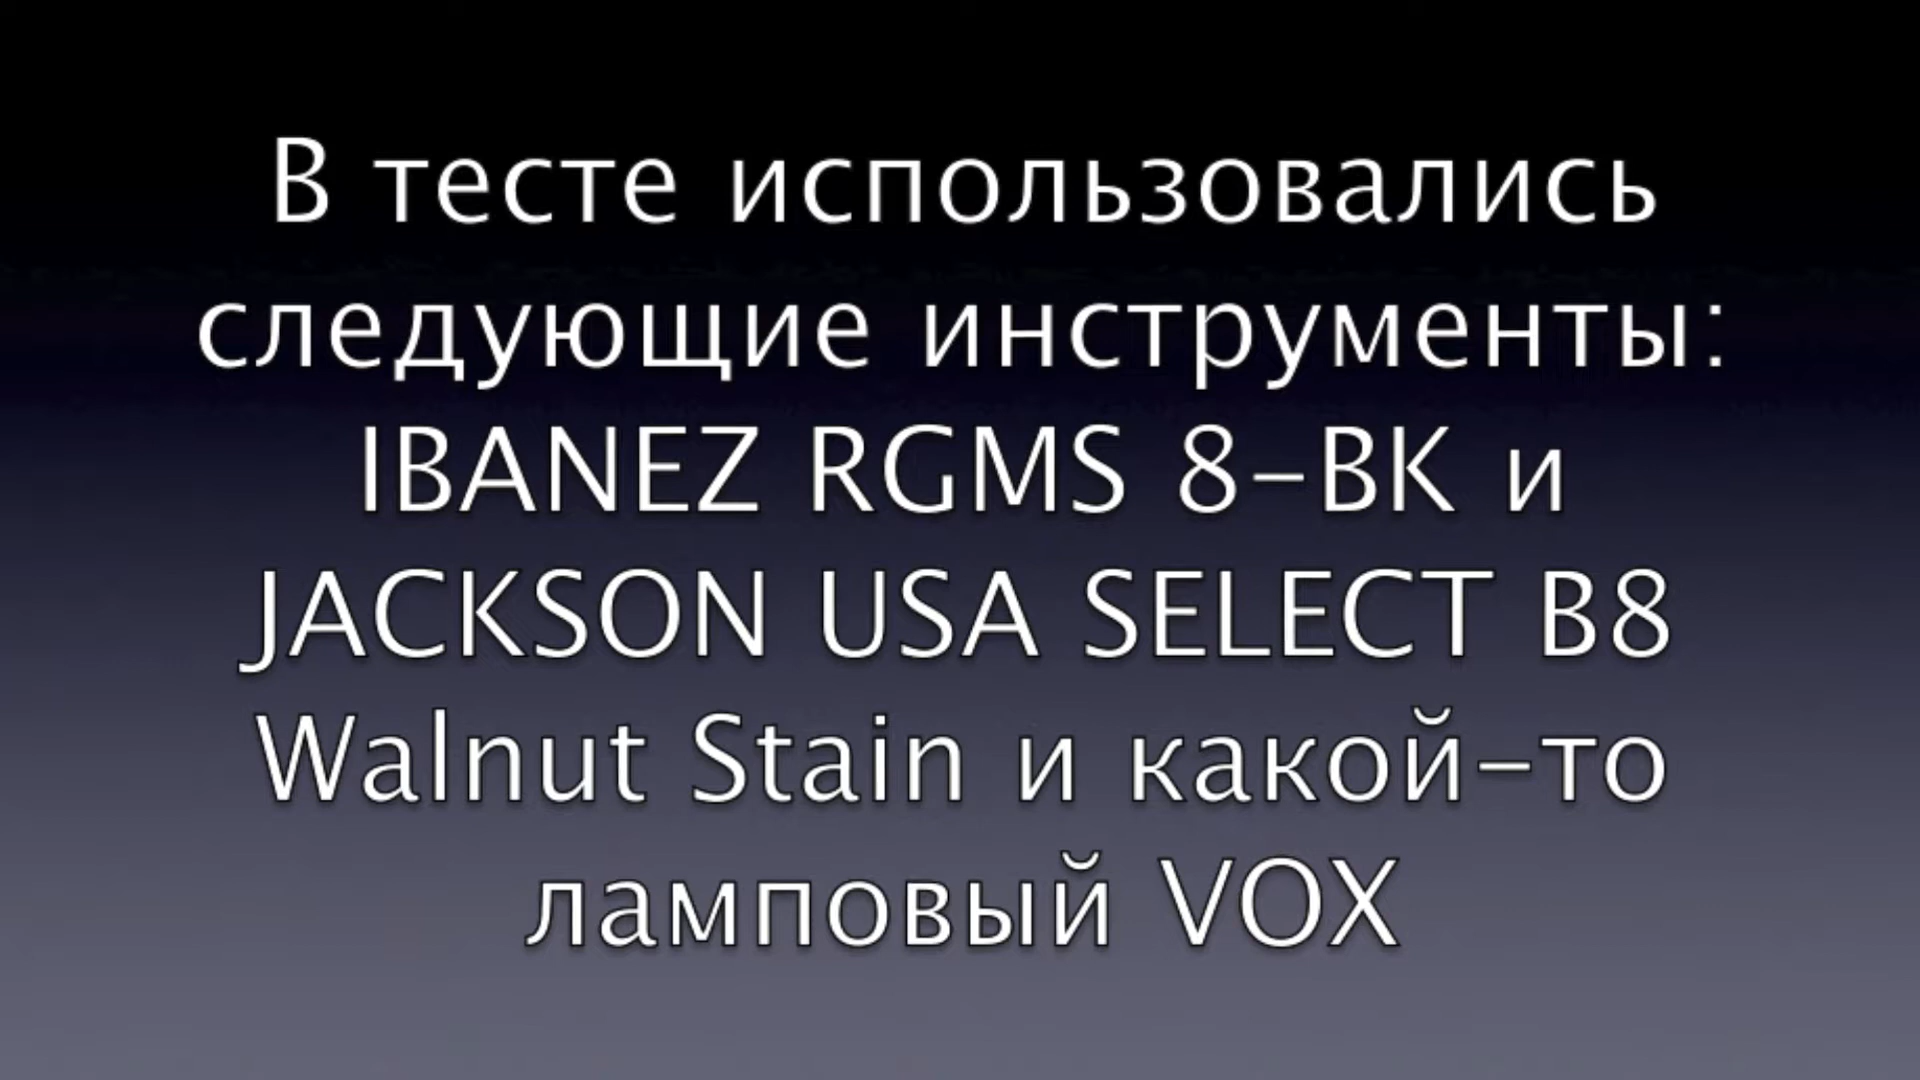 В тесте использовались
следующие инструменты:
IBANEZ RGMS 8-BK и
JACKSON USA SELECT B8
Walnut Stain и какой-то
ламповый VOX